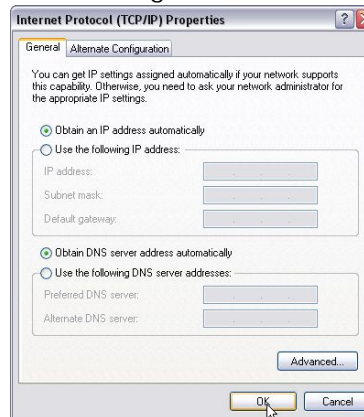 Internet Protocol (TCP/IP) Properties
General
Alternate Configuration
You can get IP settings assigned automatically if your network supports
this capability. Otherwise, you need to ask your network administrator for
the appropriate IP settings.
Obtain an IP address automatically
Use the following IP address:
IP address:
Subnet mask:
Default gateway:
Obtain DNS server address automatically
Use the following DNS server addresses:
Preferred DNS server:
Alternate DNS server:
Advanced...
OK
Cancel